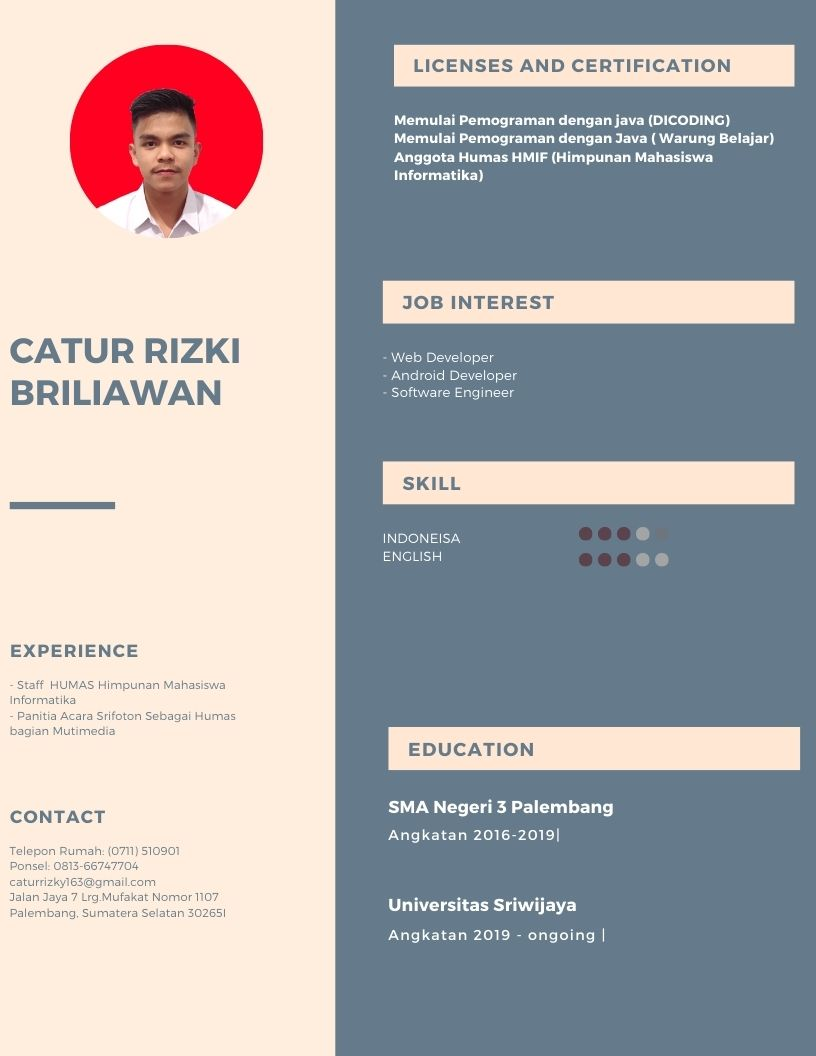 CATUR RIZKI
BRILIAWAN
EXPERIENCE
- Staff  HUMAS Himpunan Mahasiswa
Informatika
- Panitia Acara Srifoton Sebagai Humas
bagian Mutimedia
CONTACT
Telepon Rumah: (0711) 510901
Ponsel: 0813-66747704
caturrizky163@gmail.com
Jalan Jaya 7 Lrg.Mufakat Nomor 1107
Palembang, Sumatera Selatan 30265I
LICENSES AND CERTIFICATION
Memulai Pemograman dengan java (DICODING)
Memulai Pemograman dengan Java ( Warung Belajar)
Anggota Humas HMIF (Himpunan Mahasiswa
Informatika)
JOB INTEREST
- Web Developer
- Android Developer
- Software Engineer
SKILL
INDONEISA
ENGLISH
EDUCATION
SMA Negeri 3 Palembang
Angkatan 2016-2019|
Universitas Sriwijaya
Angkatan 2019 - ongoing |